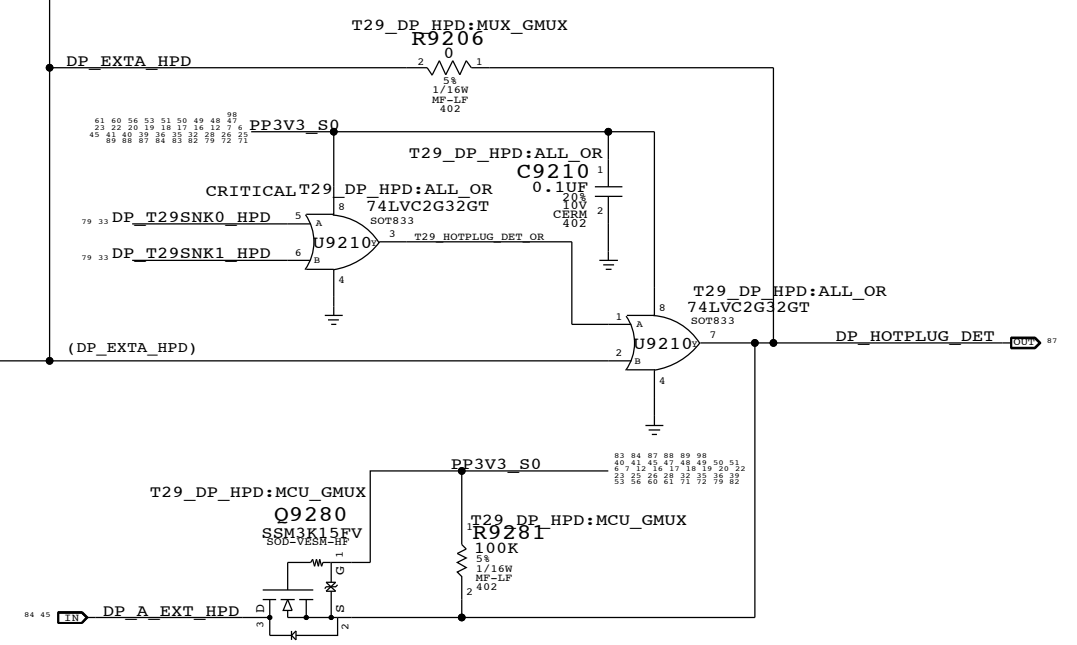 T29_DP_HPD:MUX_GMUX
R9206
0
DP_EXTA_HPD
2
1
5%
1/16W
MF-LF
402
98
61 60 56 53 51 50 49 48 47
23 22 20 19 18 17 16 12 7 6
45 41 40 39 36 35 32 28 26 25
89 88 87 84 83 82 79 72 71
PP3V3_S0
T29_DP_HPD:ALL_OR
C9210
1
0.1UF
20%
10V
CERM
402
2
CRITICAL
T29_DP_HPD:ALL_OR
74LVC2G32GT
SOT833
8
79 33
DP_T29SNK0_HPD
5
A
U9210
Y
3
T29_HOTPLUG_DET_OR
79 33
DP_T29SNK1_HPD
6
B
4
T29_DP_HPD:ALL_OR
74LVC2G32GT
SOT833
8
1
A
U9210
Y
7
DP_HOTPLUG_DET
OUT
87
(DP_EXTA_HPD)
2
B
4
PP3V3_S0
83 84 87 88 89 98
40 41 45 47 48 49 50 51
6 7 12 16 17 18 19 20 22
23 25 26 28 32 35 36 39
53 56 60 61 71 72 79 82
T29_DP_HPD:MCU_GMUX
Q9280
SSM3K15FV
SOD-VESM-HF
1
G
T29_DP_HPD:MCU_GMUX
1
R9281
100K
5%
1/16W
MF-LF
402
2
84 45
IN
DP_A_EXT_HPD
3
D
S
2